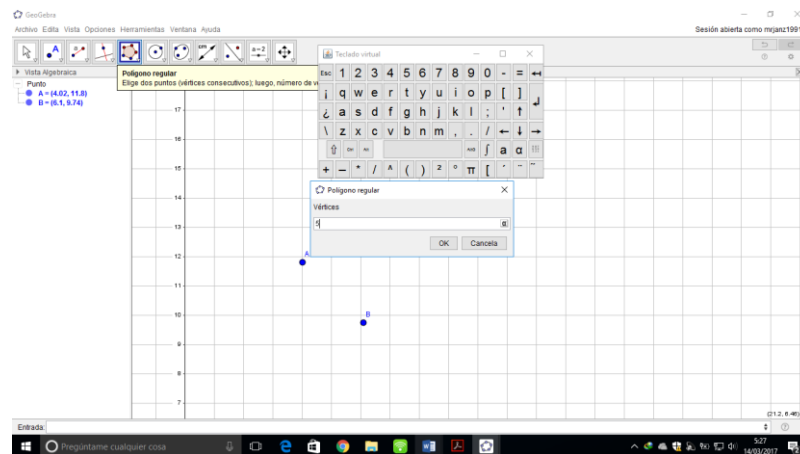 GeoGebra
Archivo Edita Vista Opciones Herramientas Ventana Ayuda
Sesión abierta como mrjanz1991
a=2
Vista Algebraica
Punto
A = (4.02, 11.8)
B = (6.1, 9.74)
Polígono regular
Elige dos puntos (vértices consecutivos); luego, número de v
Teclado virtual
Esc 1 2 3 4 5 6 7 8 9 0 - =
¡ q w e r t y u i o p [ ]
¿ a s d f g h j k l ; '
\ z x c v b n m , . /
∫ a α
+ – * / ^ ( ) ² ° π [ ´ ¨ ~
Polígono regular
Vértices
5
α
OK Cancela
17
16
15
14
13
12
11
10
9
8
7
A
B
(21.2, 6.46)
Entrada:
Pregúntame cualquier cosa
5:27
14/03/2017